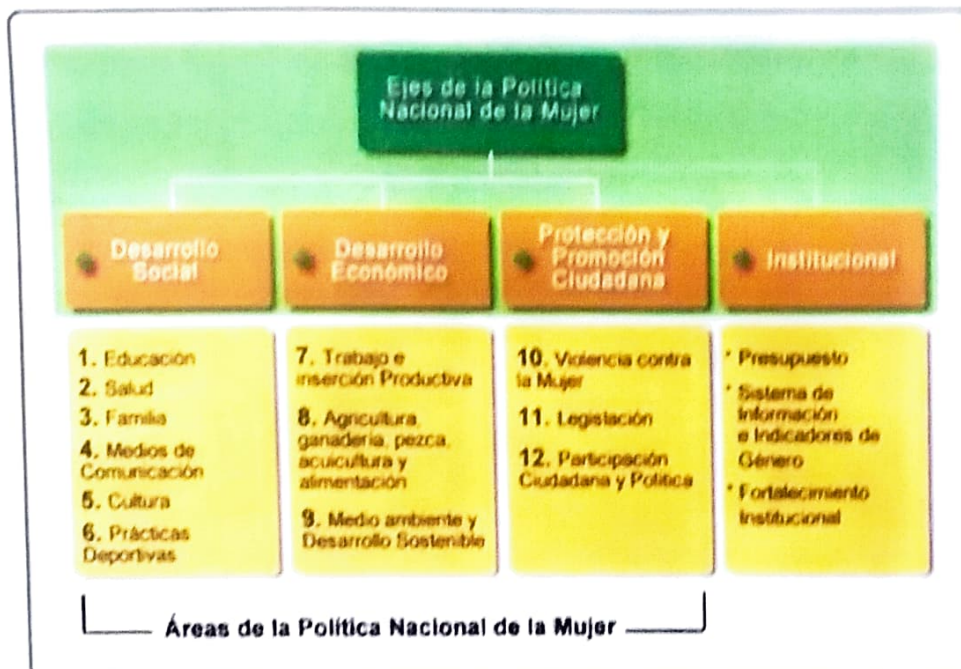 Ejes de la Política
Nacional de la Mujer
Desarrollo
Social
Desarrollo
Económico
Protección y
Promoción
Ciudadana
Institucional
1. Educación
2. Salud
3. Familia
4. Medios de
Comunicación
5. Cultura
6. Prácticas
Deportivas
7. Trabajo e
inserción Productiva
8. Agricultura,
ganadería, pezca,
acuicultura y
alimentación
9. Medio ambiente y
Desarrollo Sostenible
10. Violencia contra
la Mujer
11. Legislación
12. Participación
Ciudadana y Política
* Presupuesto
* Sistema de
Información
e Indicadores de
Género
* Fortalecimiento
Institucional
Áreas de la Política Nacional de la Mujer